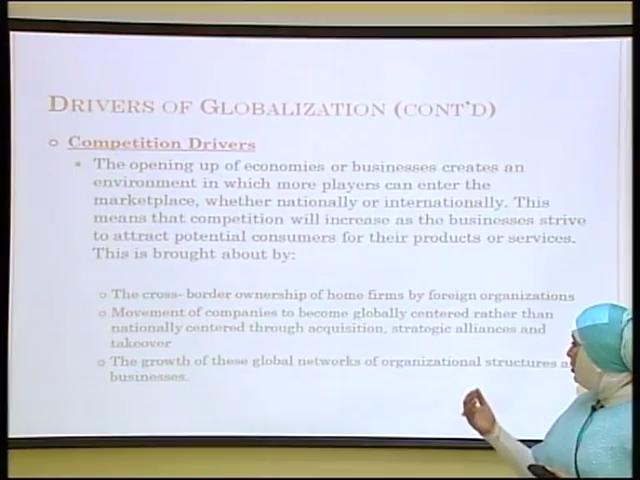 DRIVERS OF GLOBALIZATION (CONT'D)
Competition Drivers
The opening up of economies or businesses creates an
environment in which more players can enter the
marketplace, whether nationally or internationally. This
means that competition will increase as the businesses strive
to attract potential consumers for their products or services.
This is brought about by:
The cross- border ownership of home firms by foreign organizations
Movement of companies to become globally centered rather than
nationally centered through acquisition, strategic alliances and
takeover
The growth of these global networks of organizational structures
businesses.